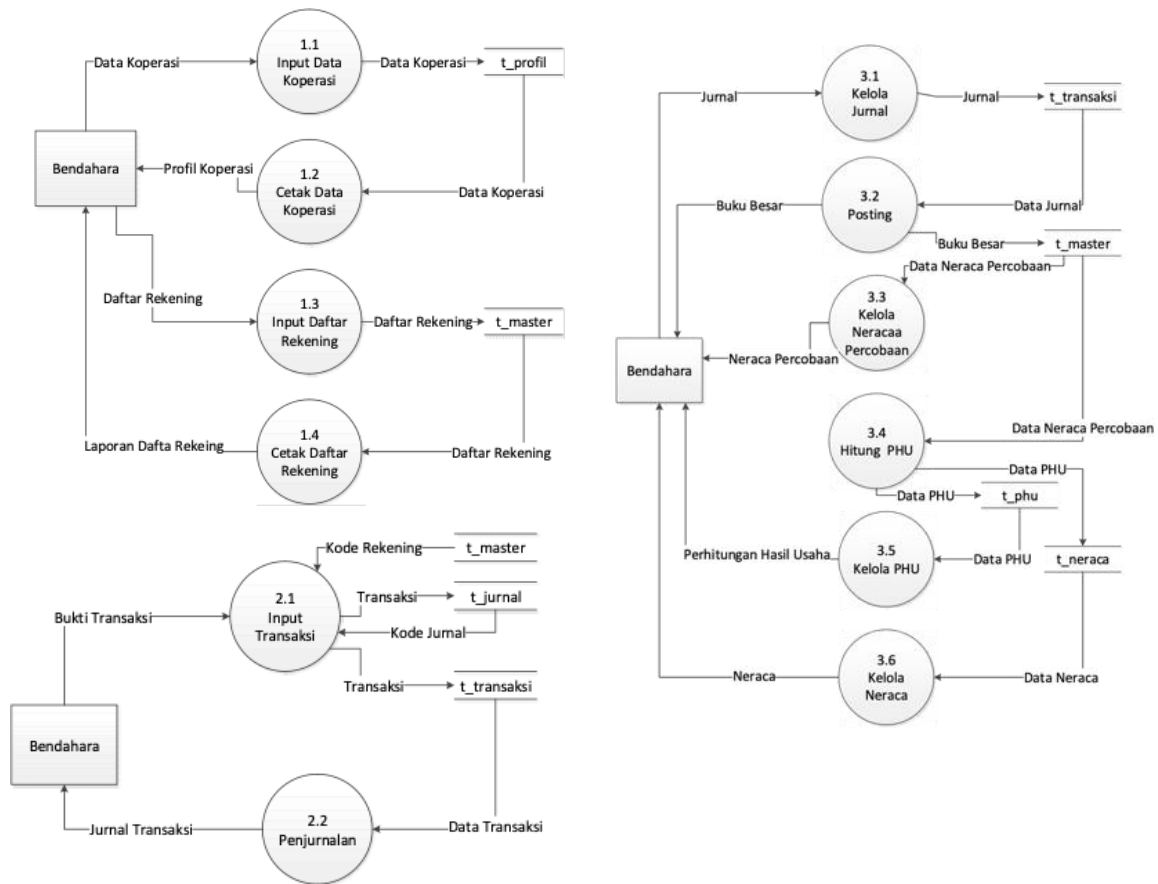 1.1
Input Data
Koperasi
Data Koperasi
Data Koperasi
t_profil
Bendahara
Profil Koperasi
1.2
Cetak Data
Koperasi
Data Koperasi
Daftar Rekening
1.3
Input Daftar
Rekening
Daftar Rekening
t_master
Laporan Dafta Rekeing
1.4
Cetak Daftar
Rekening
Daftar Rekening
Kode Rekening
t_master
2.1
Input
Transaksi
Transaksi
t_jurnal
Bukti Transaksi
Kode Jurnal
Transaksi
t_transaksi
Bendahara
Jurnal Transaksi
2.2
Penjurnalan
Data Transaksi
3.1
Kelola
Jurnal
Jurnal
Jurnal
t_transaksi
3.2
Posting
Buku Besar
Data Jurnal
Buku Besar
t_master
Data Neraca Percobaan
3.3
Kelola
Neracaa
Percobaan
Neraca Percobaan
Bendahara
3.4
Hitung PHU
Data Neraca Percobaan
Data PHU
Data PHU
t_phu
Perhitungan Hasil Usaha
3.5
Kelola PHU
Data PHU
t_neraca
3.6
Kelola
Neraca
Neraca
Data Neraca